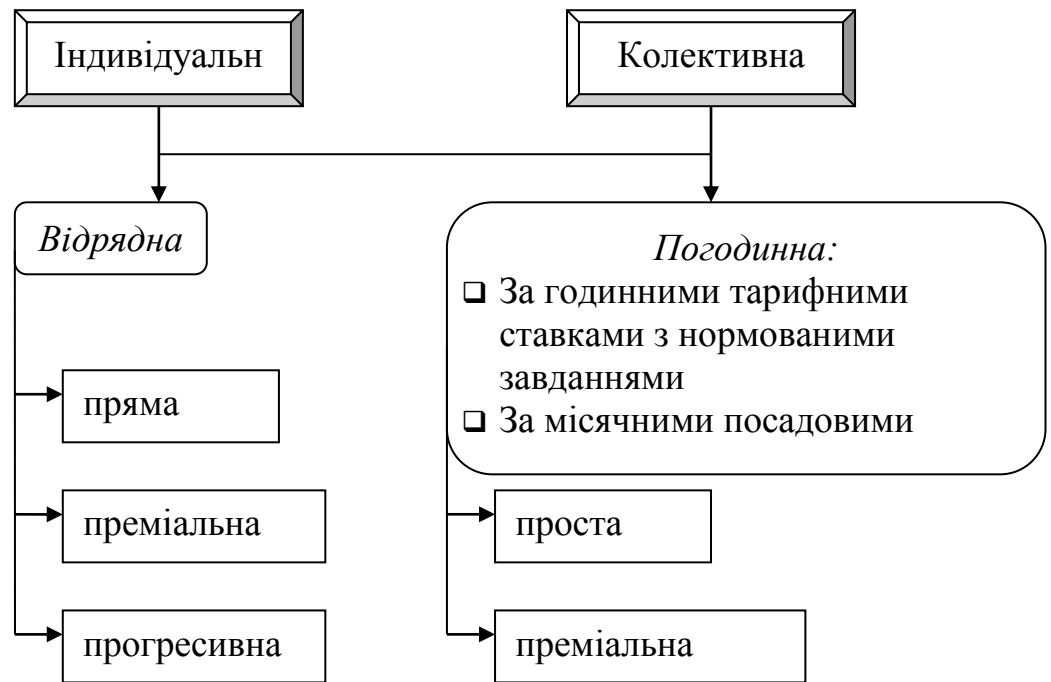 Індивідуальн
Колективна
Відрядна
Погодинна:
За годинними тарифними
ставками з нормованими
завданнями
За місячними посадовими
пряма
преміальна
прогресивна
проста
преміальна